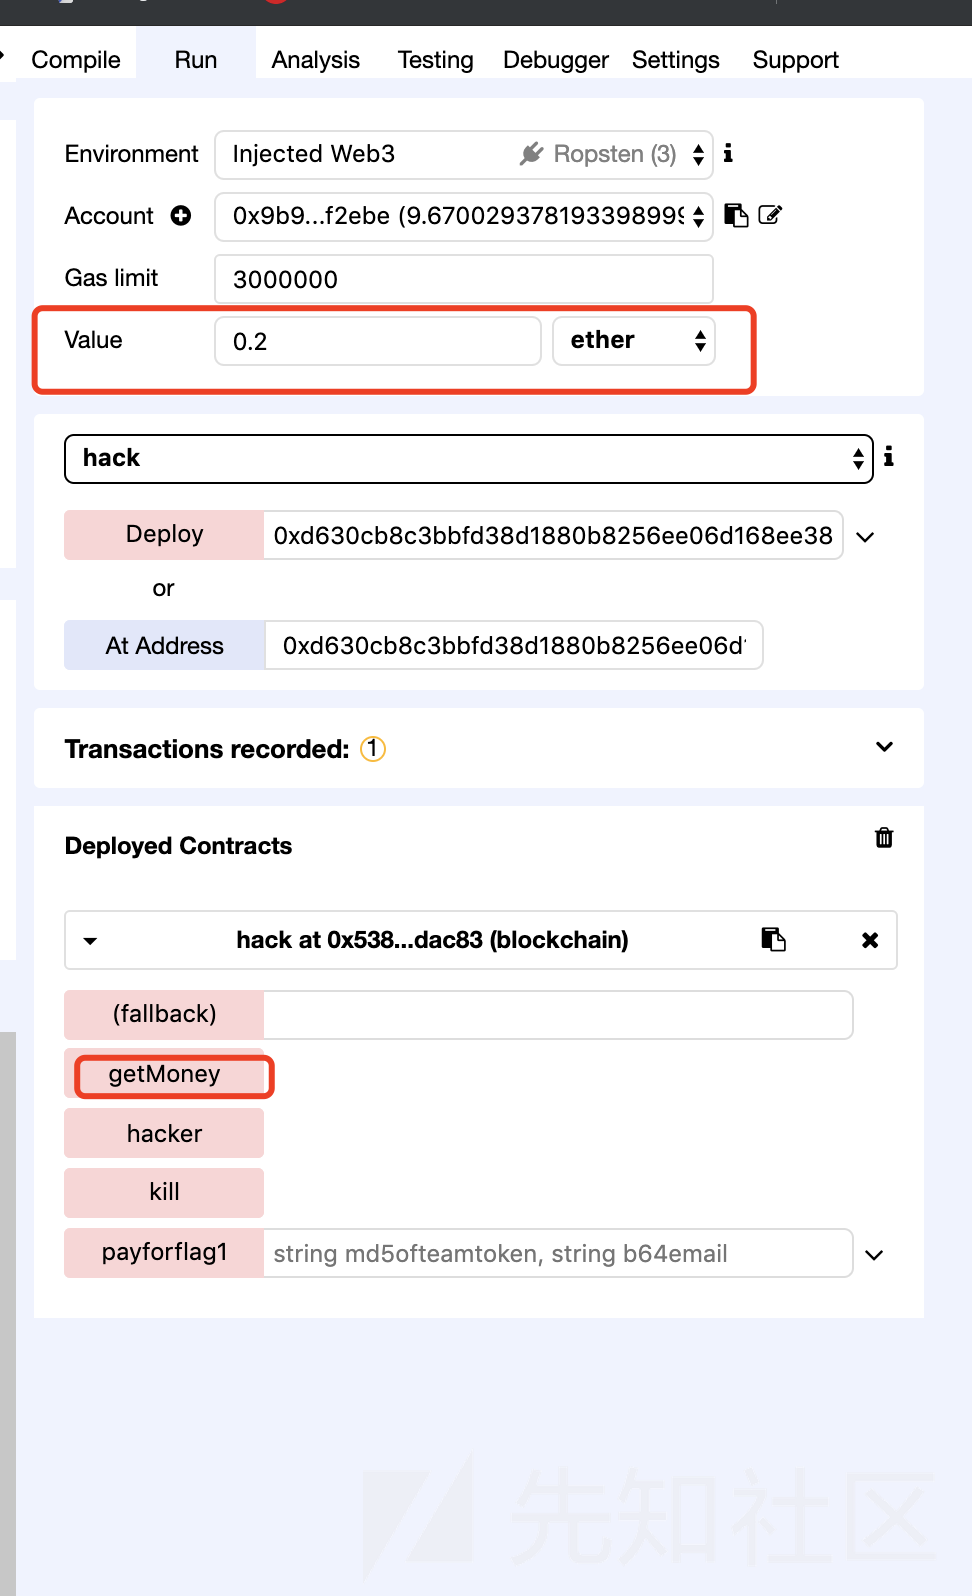 Compile Run Analysis Testing Debugger Settings Support
Environment Injected Web3 Ropsten (3)
Account 0x9b9...f2ebe (9.67002937819339899
Gas limit 3000000
Value 0.2 ether
hack
Deploy 0xd630cb8c3bbfd38d1880b8256ee06d168ee38
or
At Address 0xd630cb8c3bbfd38d1880b8256ee06d
Transactions recorded: 1
Deployed Contracts
hack at 0x538...dac83 (blockchain)
(fallback)
getMoney
hacker
kill
payforflag1 string md5ofteamtoken, string b64email
先知社区